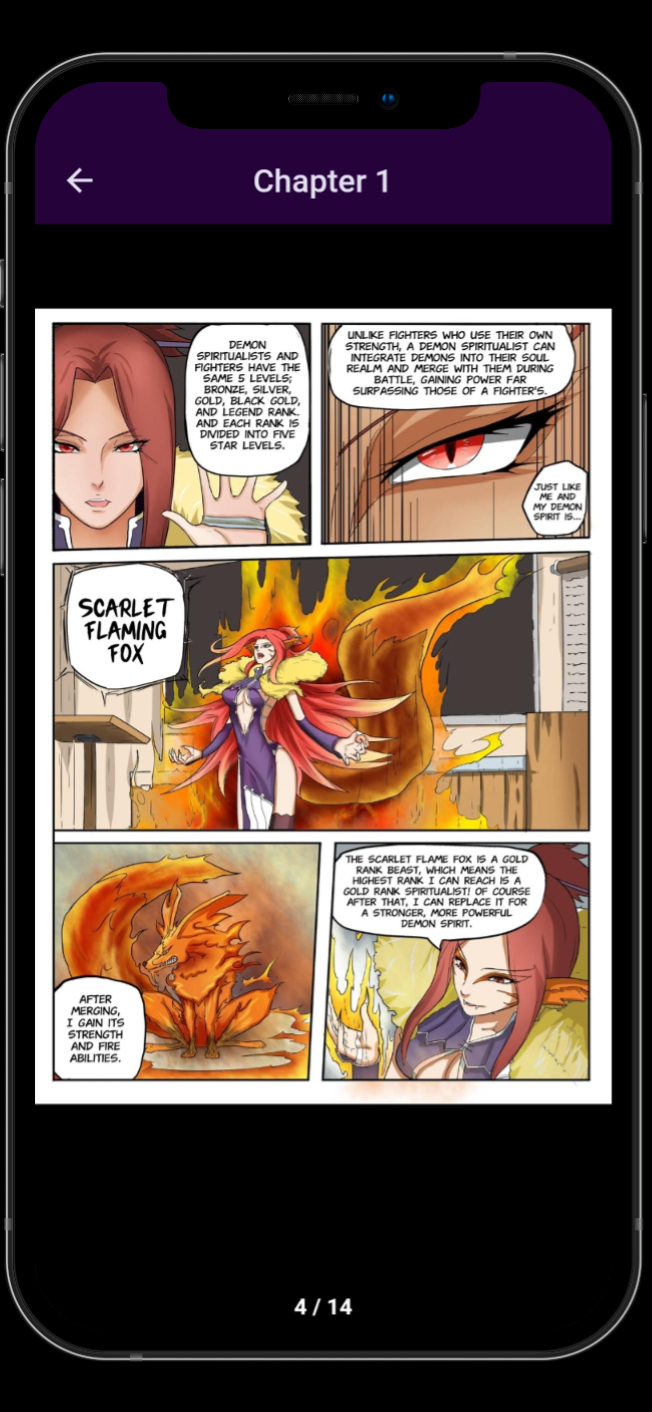 Chapter 1
DEMON
SPIRITUALISTS AND
FIGHTERS HAVE THE
SAME 5 LEVELS;
BRONZE, SILVER,
GOLD, BLACK GOLD,
AND LEGEND RANK.
AND EACH RANK IS
DIVIDED INTO FIVE
STAR LEVELS.
UNLIKE FIGHTERS WHO USE THEIR OWN
STRENGTH, A DEMON SPIRITUALIST CAN
INTEGRATE DEMONS INTO THEIR SOUL
REALM AND MERGE WITH THEM DURING
BATTLE, GAINING POWER FAR
SURPASSING THOSE OF A FIGHTER'S.
JUST LIKE
ME AND
MY DEMON
SPIRIT IS...
SCARLET
FLAMING
FOX
AFTER
MERGING,
I GAIN ITS
STRENGTH
AND FIRE
ABILITIES.
THE SCARLET FLAME FOX IS A GOLD
RANK BEAST, WHICH MEANS THE
HIGHEST RANK I CAN REACH IS A
GOLD RANK SPIRITUALIST! OF COURSE
AFTER THAT, I CAN REPLACE IT FOR
A STRONGER, MORE POWERFUL
DEMON SPIRIT.
4 / 14